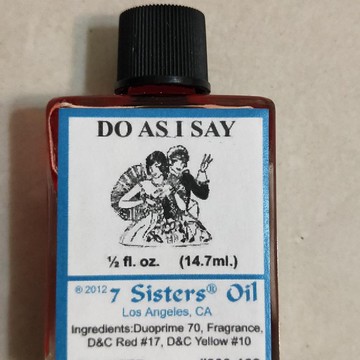 DO AS I SAY
½ fl. oz. (14.7ml.)
® 2012 7 Sisters® Oil
Los Angeles, CA
Ingredients:Duoprime 70, Fragrance,
D&C Red #17, D&C Yellow #10